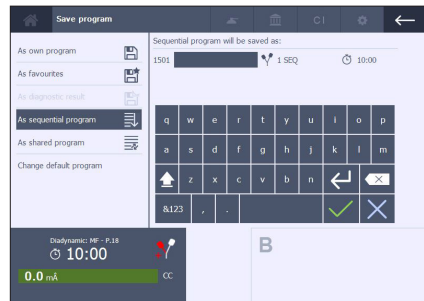 Save program
CI
As own program
As favourites
As diagnostic result
As sequential program
As shared program
Change default program
Sequential program will be saved as:
1501
1 SEQ
10:00
q w e r t y u i o p
a s d f g h j k l m
z x c v b n
&123 , .
Diadynamic: MF - P.18
10:00
0.0 mA
CC
B